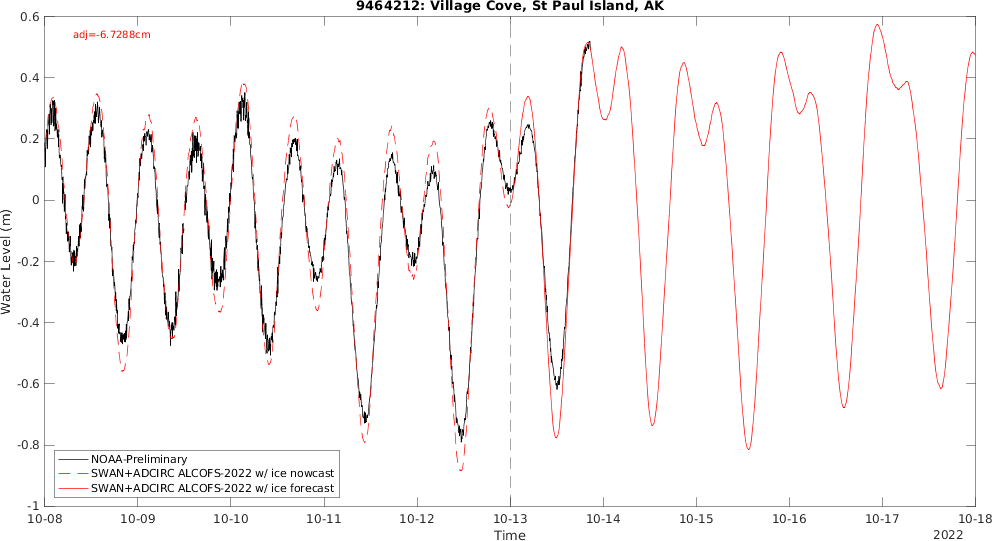 9464212: Village Cove, St Paul Island, AK
adj=-6.7288cm
0.6
0.4
0.2
0
-0.2
-0.4
-0.6
-0.8
-1
Water Level (m)
NOAA-Preliminary
SWAN+ADCIRC ALCOFS-2022 w/ ice nowcast
SWAN+ADCIRC ALCOFS-2022 w/ ice forecast
10-08 10-09 10-10 10-11 10-12 10-13 10-14 10-15 10-16 10-17 10-18
Time
2022